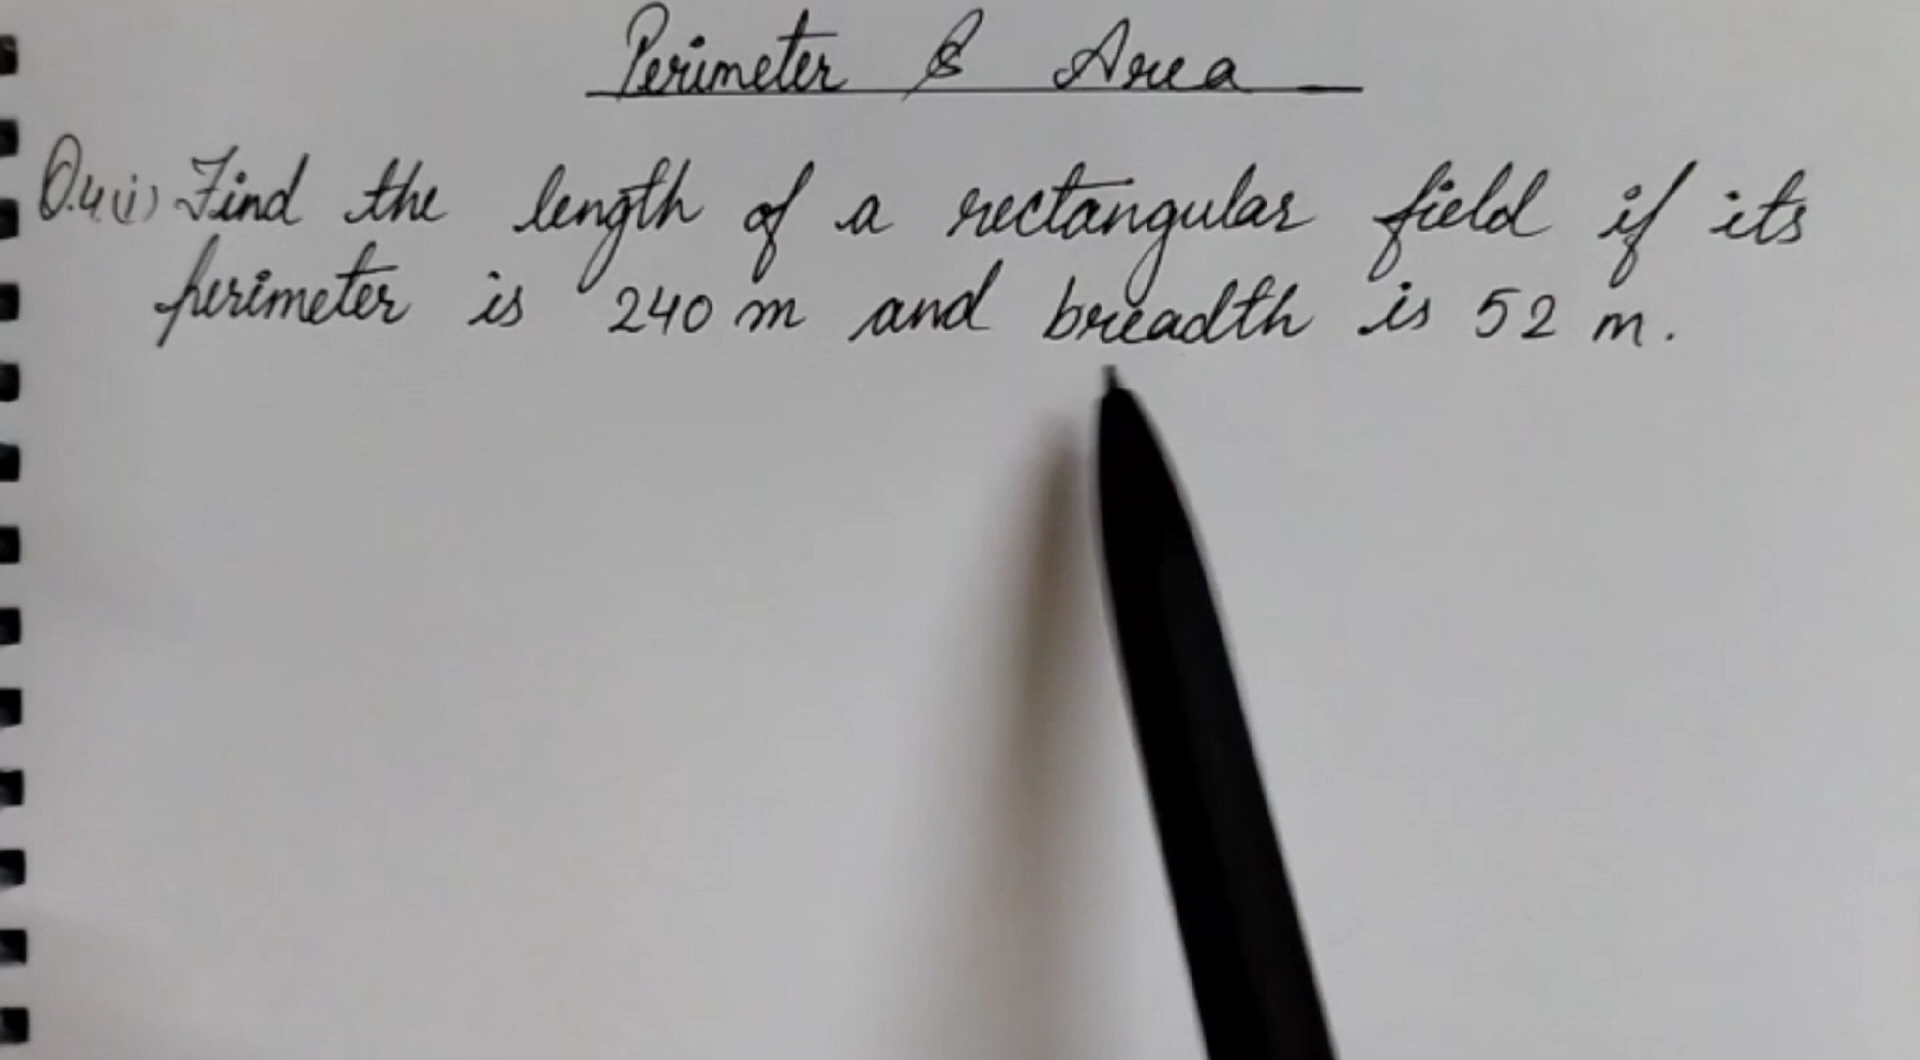 Perimeter & Area
Q.4(i) Find the length of a rectangular field if its
perimeter is 240 m and breadth is 52 m.